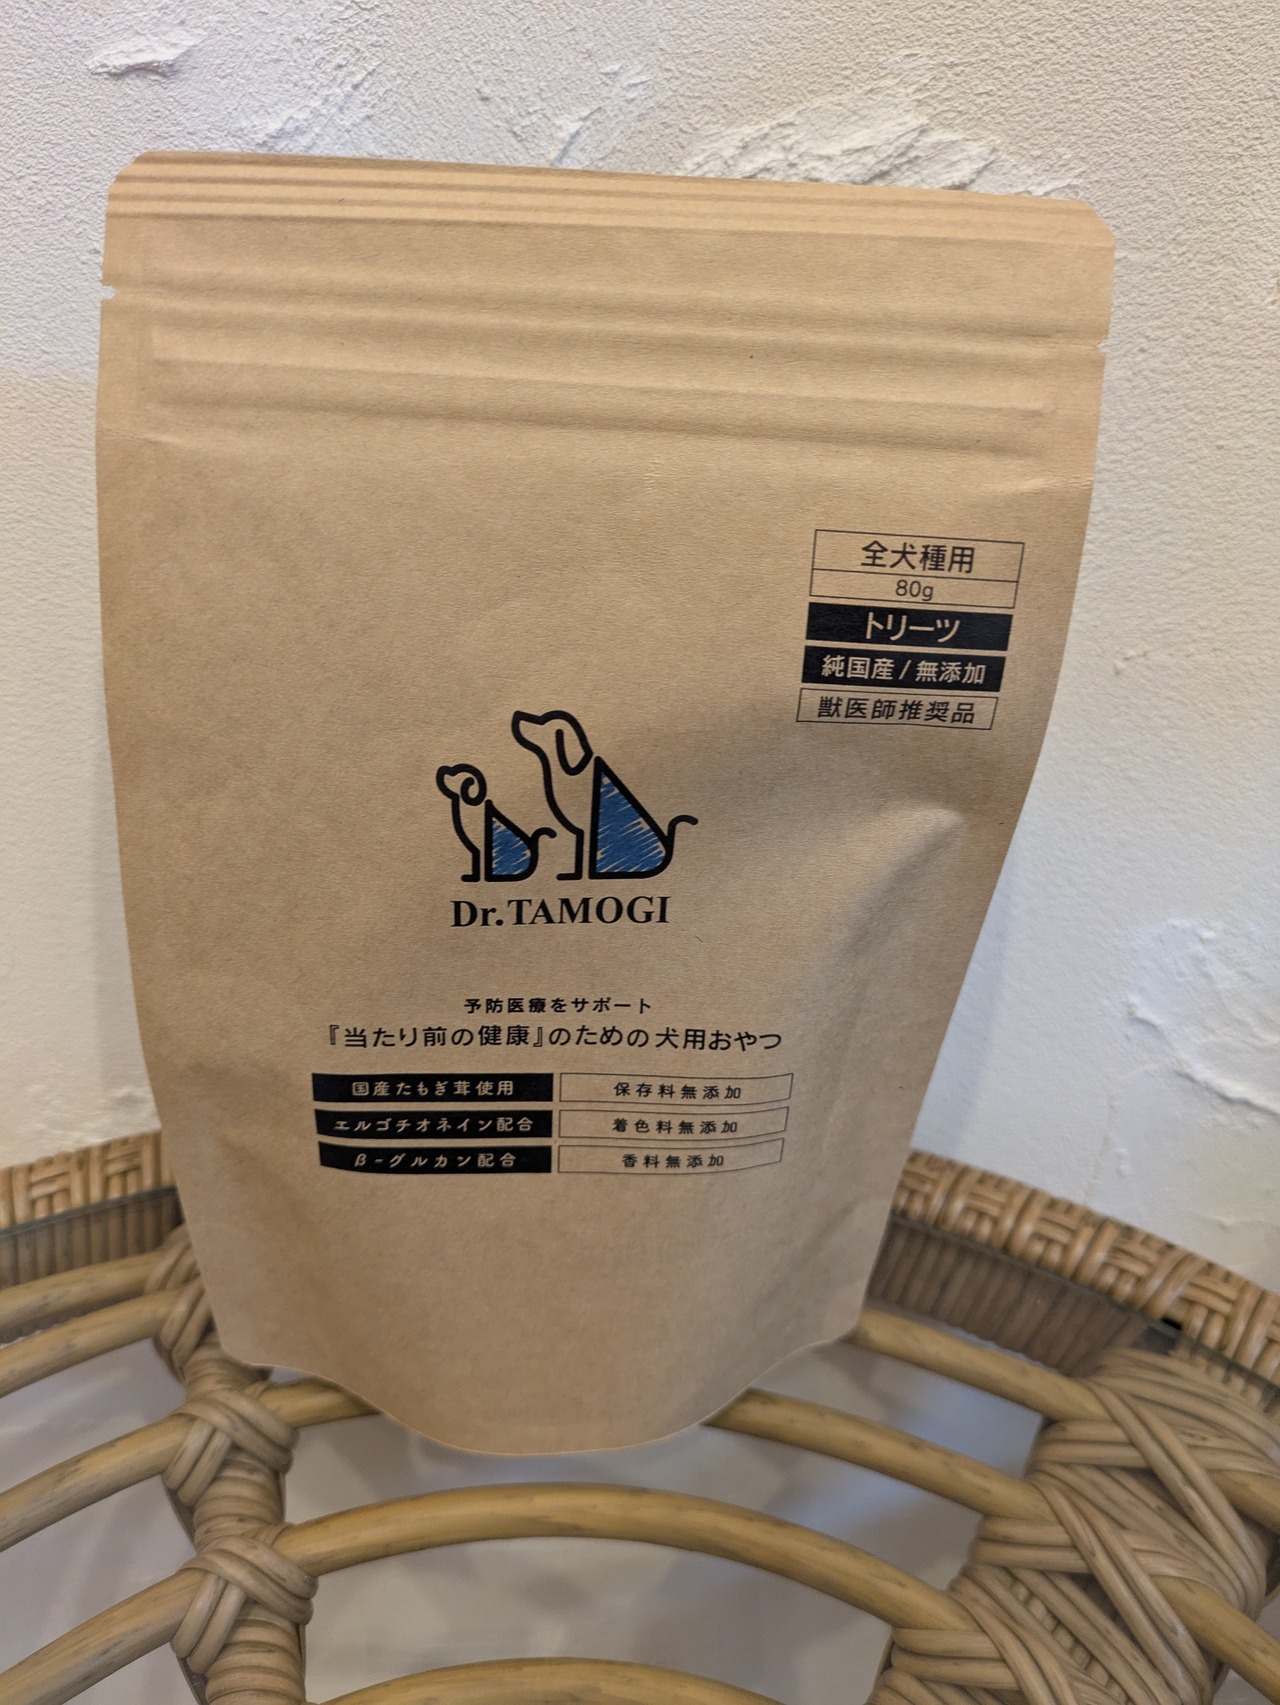 全犬種用
80g
トリーツ
純国産/無添加
獣医師推奨品
Dr.TAMOGI
予防医療をサポート
『当たり前の健康』のための犬用おやつ
国産たもぎ茸使用
保存料無添加
エルゴチオネイン配合
着色料無添加
β-グルカン配合
香料無添加